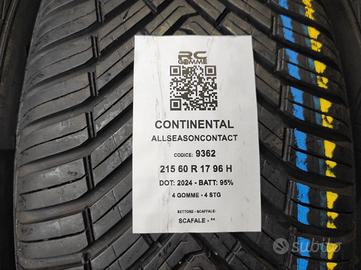 RC
GOMME
CONTINENTAL
ALLSEASONCONTACT
CODICE: 9362
215 60 R 17 96 H
DOT: 2024 - BATT: 95%
4 GOMME - 4 STG
SETTORE - SCAFFALE:
SCAFALE - **
subito